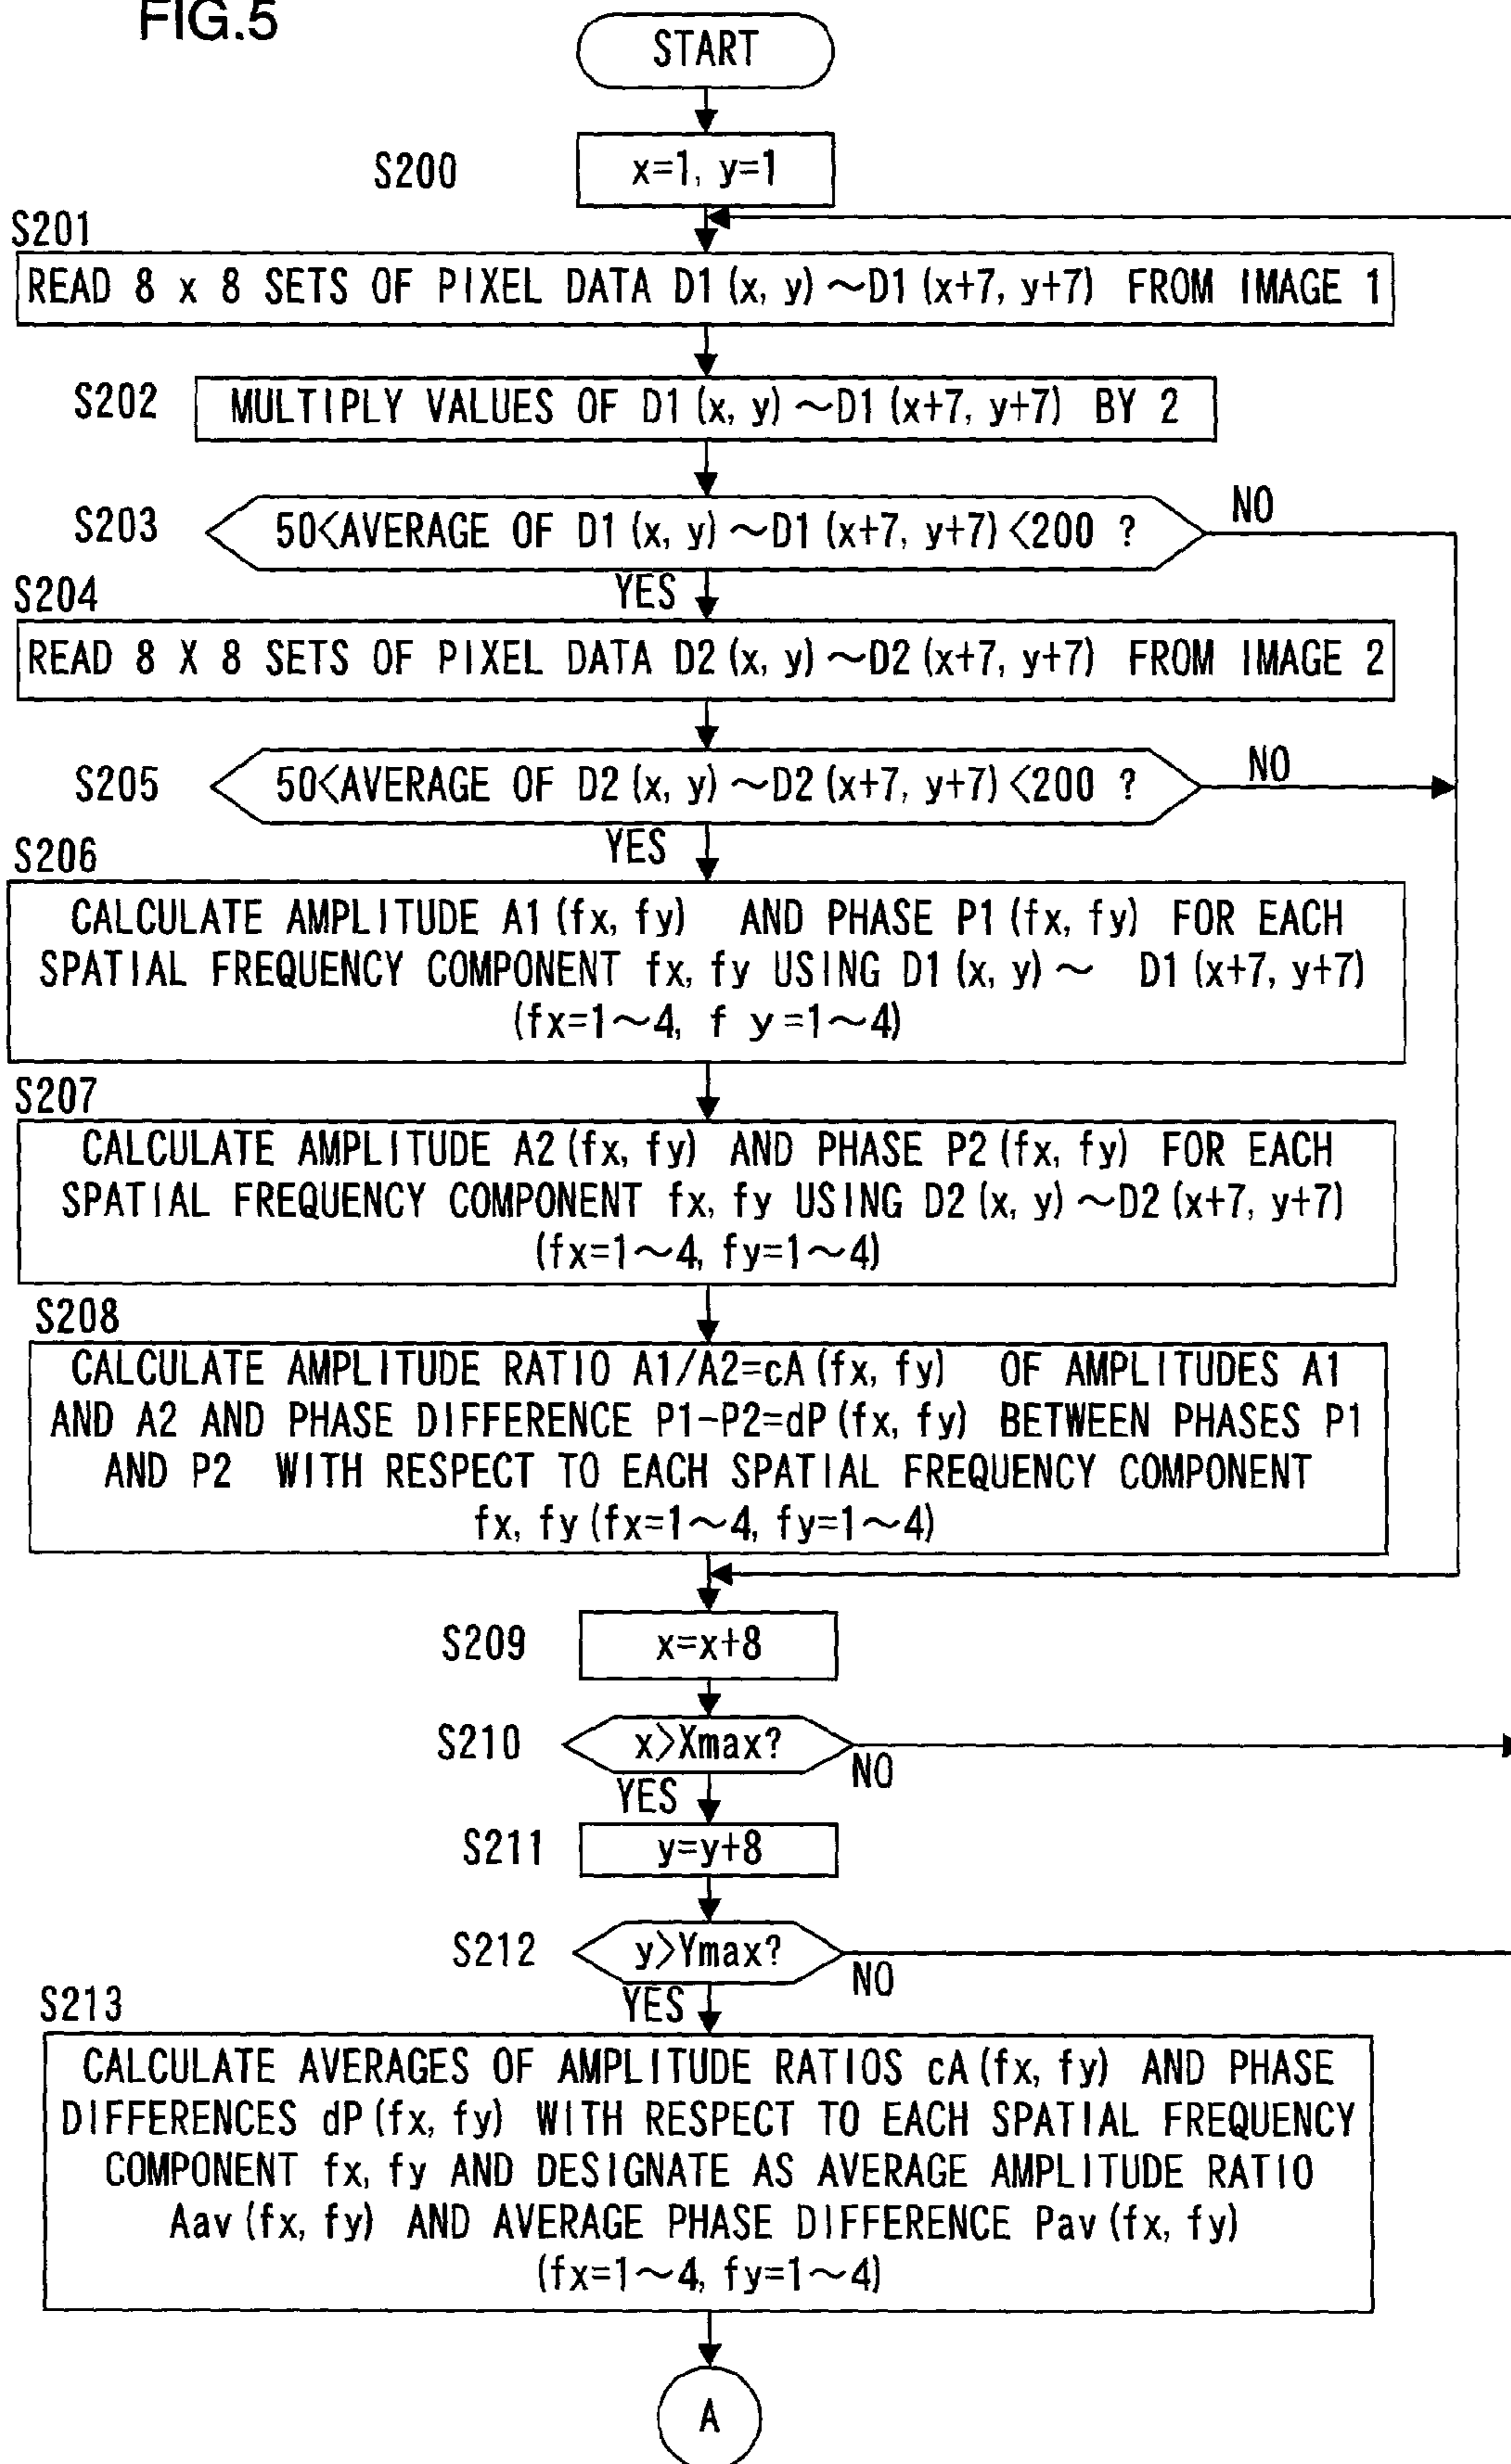 FIG.5
START
S200
x=1, y=1
S201
READ 8 x 8 SETS OF PIXEL DATA D1(x, y)~D1(x+7, y+7) FROM IMAGE 1
S202
MULTIPLY VALUES OF D1(x, y)~D1(x+7, y+7) BY 2
S203
50<AVERAGE OF D1(x, y)~D1(x+7, y+7)<200 ?
NO
YES
S204
READ 8 X 8 SETS OF PIXEL DATA D2(x, y)~D2(x+7, y+7) FROM IMAGE 2
S205
50<AVERAGE OF D2(x, y)~D2(x+7, y+7)<200 ?
NO
YES
S206
CALCULATE AMPLITUDE A1(fx, fy) AND PHASE P1(fx, fy) FOR EACH
SPATIAL FREQUENCY COMPONENT fx, fy USING D1(x, y)~ D1(x+7, y+7)
(fx=1~4, f y=1~4)
S207
CALCULATE AMPLITUDE A2(fx, fy) AND PHASE P2(fx, fy) FOR EACH
SPATIAL FREQUENCY COMPONENT fx, fy USING D2(x, y)~D2(x+7, y+7)
(fx=1~4, fy=1~4)
S208
CALCULATE AMPLITUDE RATIO A1/A2=cA(fx, fy) OF AMPLITUDES A1
AND A2 AND PHASE DIFFERENCE P1-P2=dP(fx, fy) BETWEEN PHASES P1
AND P2 WITH RESPECT TO EACH SPATIAL FREQUENCY COMPONENT
fx, fy(fx=1~4, fy=1~4)
S209
x=x+8
S210
x>Xmax?
NO
YES
S211
y=y+8
S212
y>Ymax?
NO
YES
S213
CALCULATE AVERAGES OF AMPLITUDE RATIOS cA(fx, fy) AND PHASE
DIFFERENCES dP(fx, fy) WITH RESPECT TO EACH SPATIAL FREQUENCY
COMPONENT fx, fy AND DESIGNATE AS AVERAGE AMPLITUDE RATIO
Aav(fx, fy) AND AVERAGE PHASE DIFFERENCE Pav(fx, fy)
(fx=1~4, fy=1~4)
A